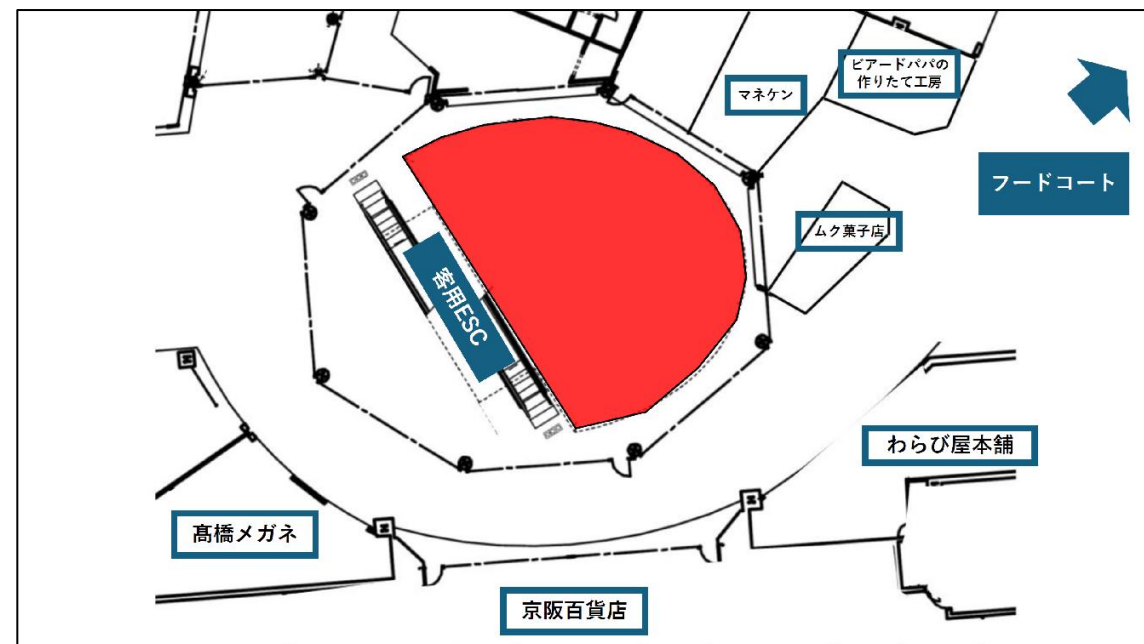 ビアードパパの
作りたて工房
マネケン
フードコート
ムク菓子店
客用ESC
わらび屋本舗
髙橋メガネ
京阪百貨店